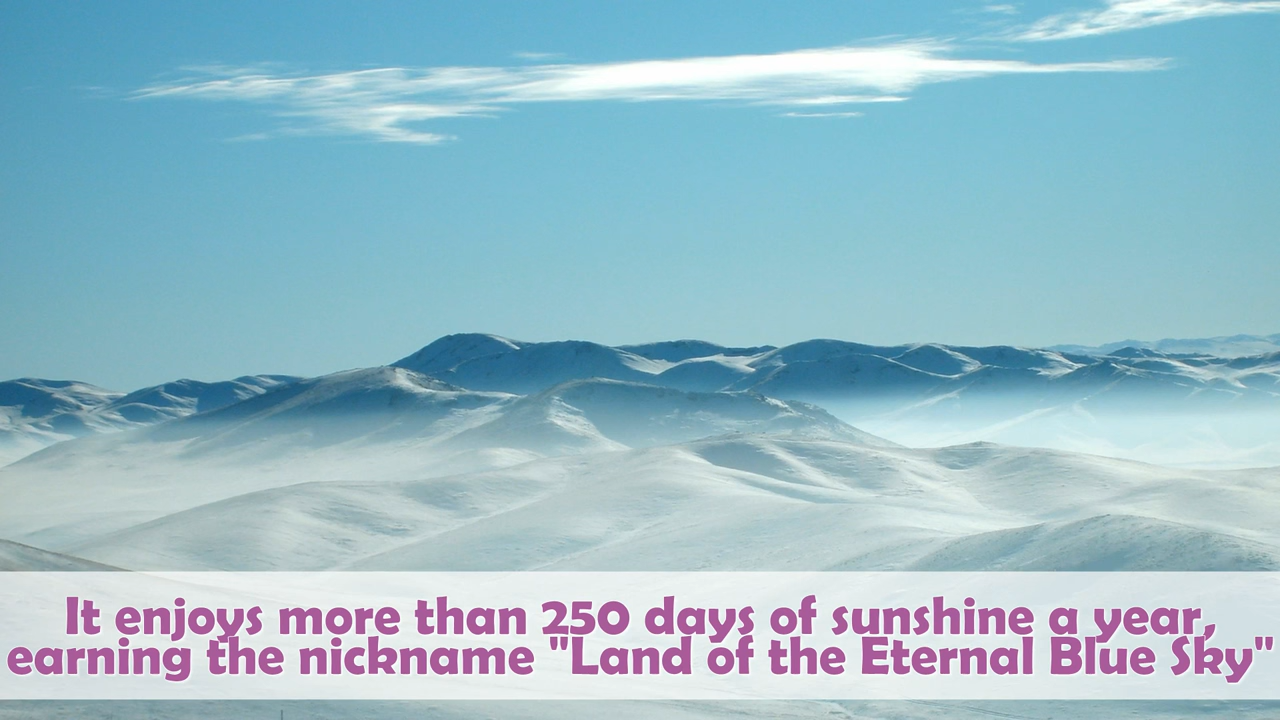 It enjoys more than 250 days of sunshine a year,
earning the nickname "Land of the Eternal Blue Sky"